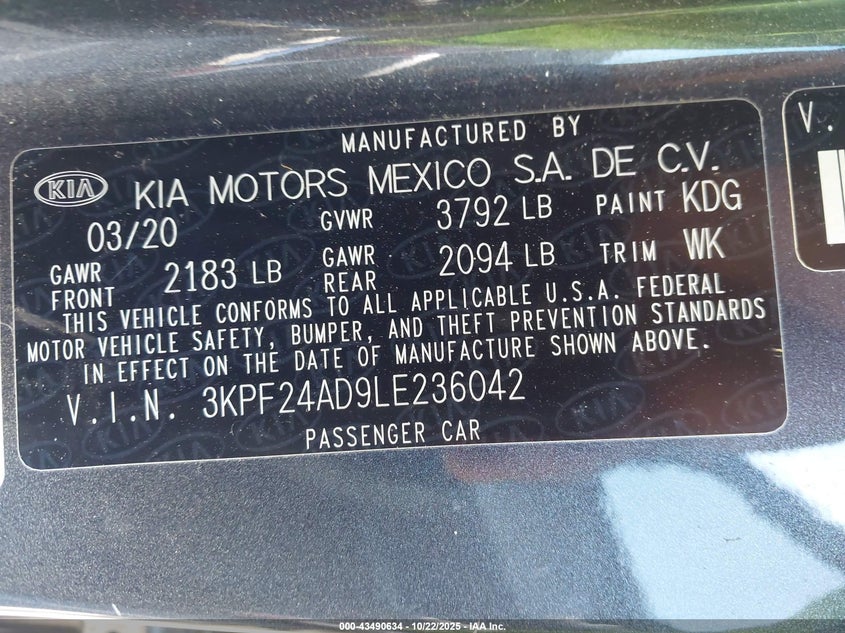 MANUFACTURED BY
KIA KIA MOTORS MEXICO S.A. DE C.V.
03/20 GVWR 3792 LB PAINT KDG
GAWR FRONT 2183 LB GAWR REAR 2094 LB TRIM WK
THIS VEHICLE CONFORMS TO ALL APPLICABLE U.S.A. FEDERAL
MOTOR VEHICLE SAFETY, BUMPER, AND THEFT PREVENTION STANDARDS
IN EFFECT ON THE DATE OF MANUFACTURE SHOWN ABOVE.
V.I.N. 3KPF24AD9LE236042
PASSENGER CAR
V.
000-43490634 - 10/22/2025 - IAA Inc.